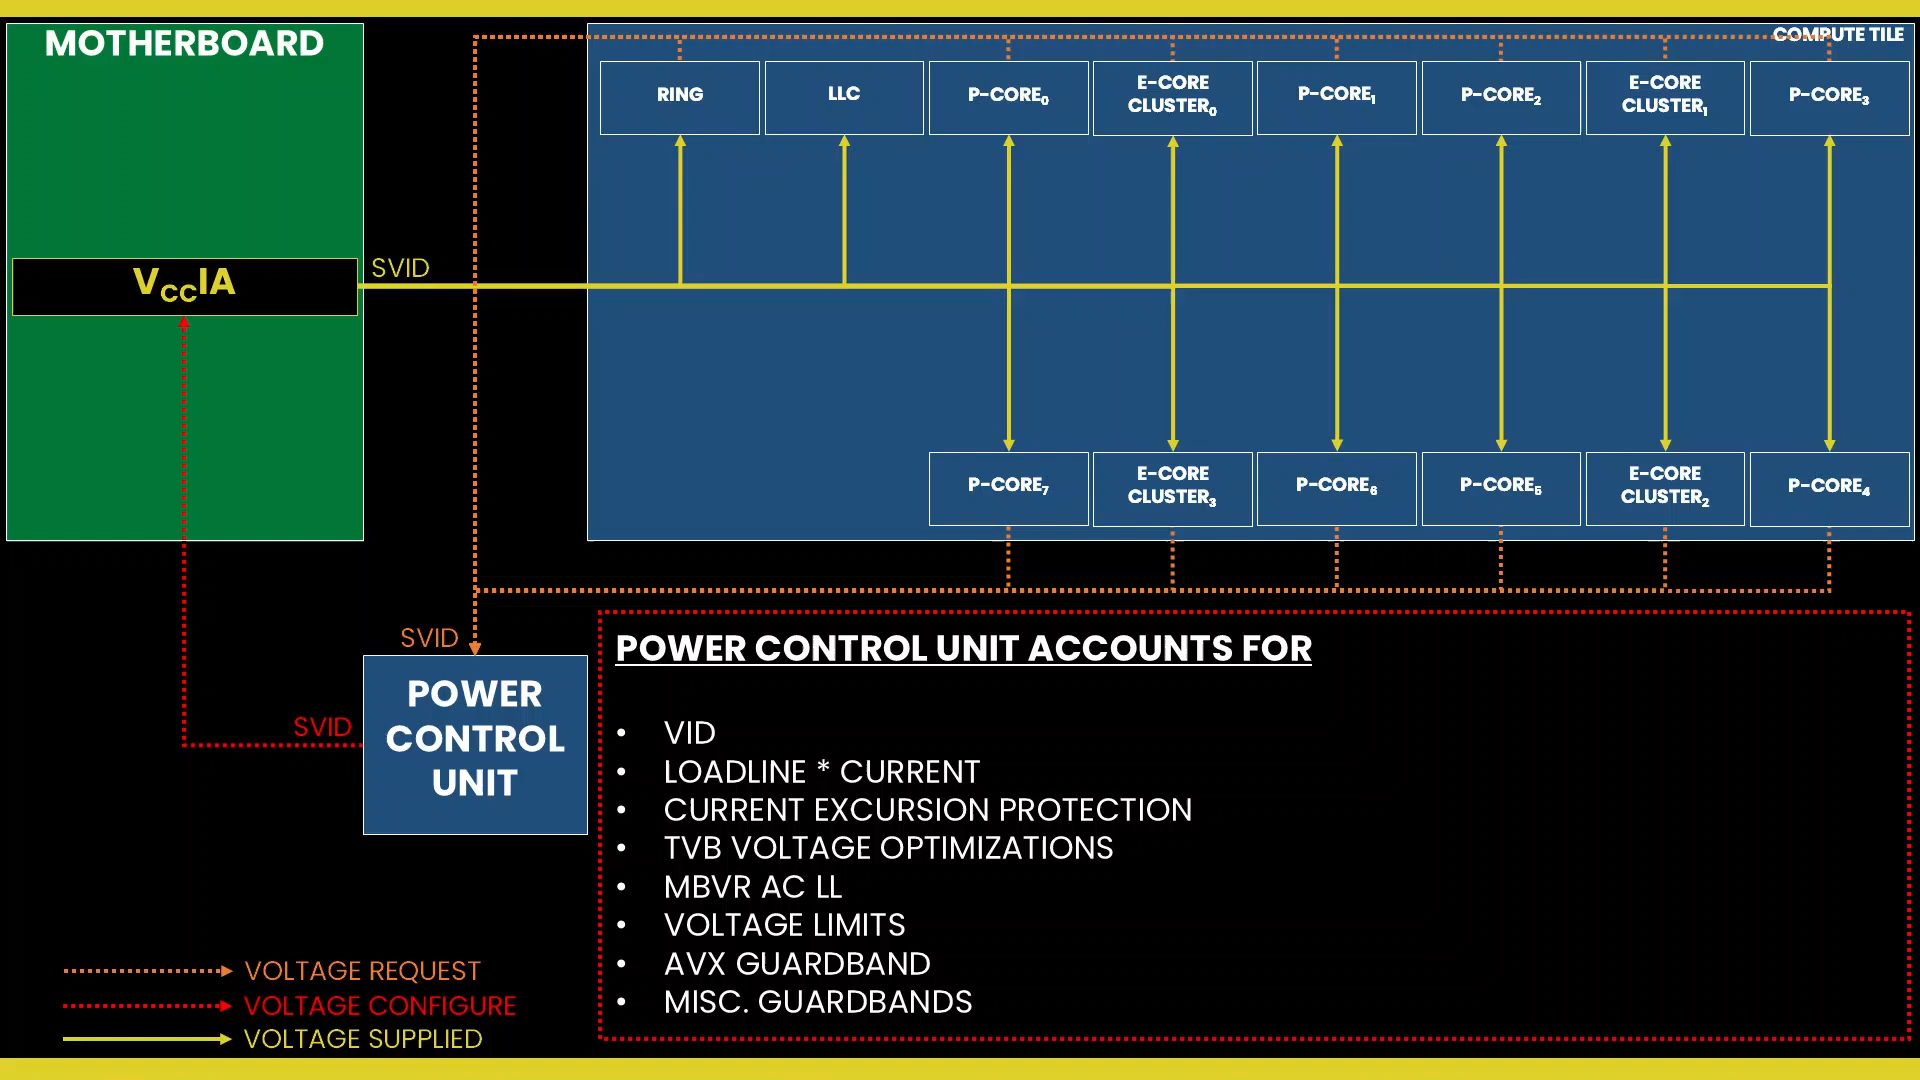 MOTHERBOARD
COMPUTE TILE
RING
LLC
P-CORE₀
E-CORE
CLUSTER₀
P-CORE₁
P-CORE₂
E-CORE
CLUSTER₁
P-CORE₃
V_CC IA
SVID
P-CORE₇
E-CORE
CLUSTER₃
P-CORE₆
P-CORE₅
E-CORE
CLUSTER₂
P-CORE₄
SVID
POWER
CONTROL
UNIT
SVID
POWER CONTROL UNIT ACCOUNTS FOR
• VID
• LOADLINE * CURRENT
• CURRENT EXCURSION PROTECTION
• TVB VOLTAGE OPTIMIZATIONS
• MBVR AC LL
• VOLTAGE LIMITS
• AVX GUARDBAND
• MISC. GUARDBANDS
VOLTAGE REQUEST
VOLTAGE CONFIGURE
VOLTAGE SUPPLIED